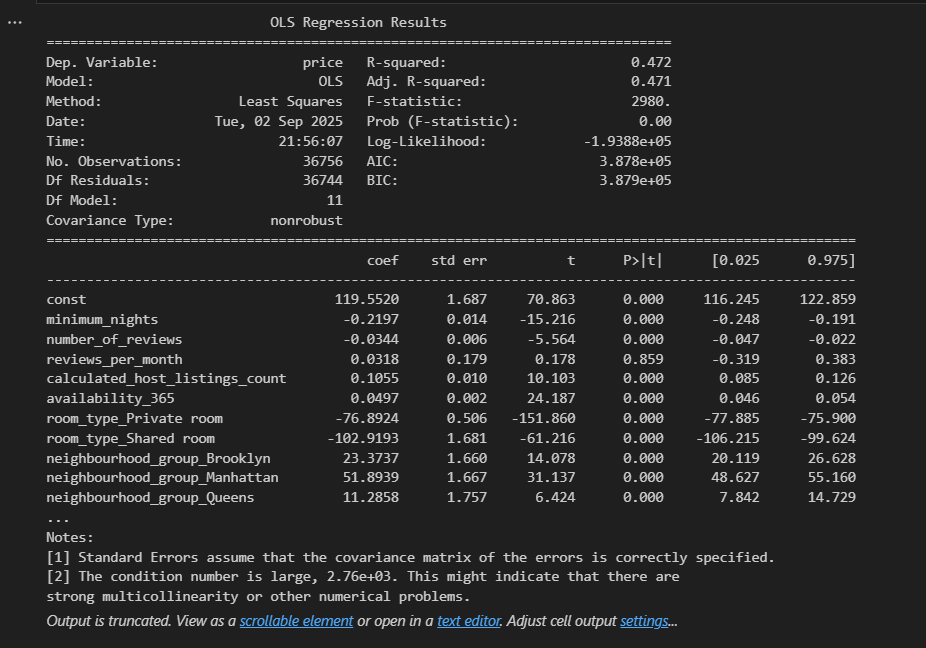 ...
OLS Regression Results
==============================================================================
Dep. Variable: price R-squared: 0.472
Model: OLS Adj. R-squared: 0.471
Method: Least Squares F-statistic: 2980.
Date: Tue, 02 Sep 2025 Prob (F-statistic): 0.00
Time: 21:56:07 Log-Likelihood: -1.9388e+05
No. Observations: 36756 AIC: 3.878e+05
Df Residuals: 36744 BIC: 3.879e+05
Df Model: 11
Covariance Type: nonrobust
=====================================================================================================
coef std err t P>|t| [0.025 0.975]
-----------------------------------------------------------------------------------------------------
const 119.5520 1.687 70.863 0.000 116.245 122.859
minimum_nights -0.2197 0.014 -15.216 0.000 -0.248 -0.191
number_of_reviews -0.0344 0.006 -5.564 0.000 -0.047 -0.022
reviews_per_month 0.0318 0.179 0.178 0.859 -0.319 0.383
calculated_host_listings_count 0.1055 0.010 10.103 0.000 0.085 0.126
availability_365 0.0497 0.002 24.187 0.000 0.046 0.054
room_type_Private room -76.8924 0.506 -151.860 0.000 -77.885 -75.900
room_type_Shared room -102.9193 1.681 -61.216 0.000 -106.215 -99.624
neighbourhood_group_Brooklyn 23.3737 1.660 14.078 0.000 20.119 26.628
neighbourhood_group_Manhattan 51.8939 1.667 31.137 0.000 48.627 55.160
neighbourhood_group_Queens 11.2858 1.757 6.424 0.000 7.842 14.729
...
Notes:
[1] Standard Errors assume that the covariance matrix of the errors is correctly specified.
[2] The condition number is large, 2.76e+03. This might indicate that there are
strong multicollinearity or other numerical problems.
Output is truncated. View as a scrollable element or open in a text editor. Adjust cell output settings...